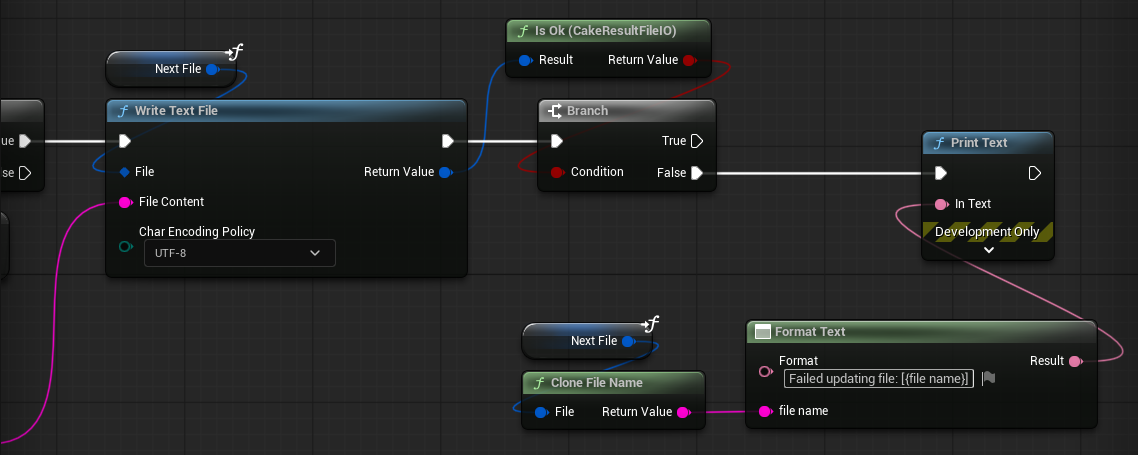 ue
se
Next File
Write Text File
File
Return Value
File Content
Char Encoding Policy
UTF-8
Is Ok (CakeResultFileIO)
Result
Return Value
Branch
True
Condition
False
Print Text
In Text
Development Only
Next File
Clone File Name
File
Return Value
Format Text
Format
Result
Failed updating file: [{file name}]
file name